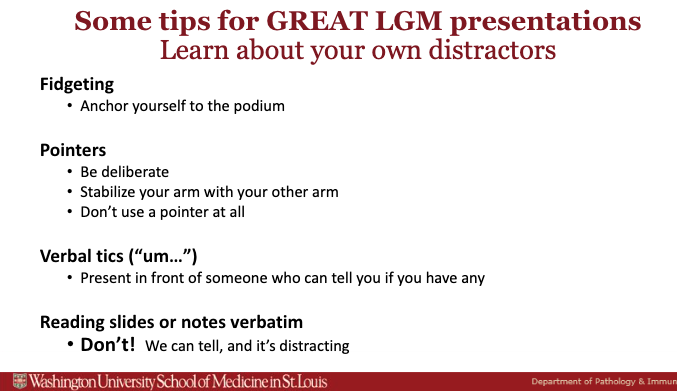 Some tips for GREAT LGM presentations
Learn about your own distractors
Fidgeting
• Anchor yourself to the podium
Pointers
• Be deliberate
• Stabilize your arm with your other arm
• Don’t use a pointer at all
Verbal tics (“um…”)
• Present in front of someone who can tell you if you have any
Reading slides or notes verbatim
• Don’t! We can tell, and it’s distracting
Washington University School of Medicine in St. Louis
Department of Pathology & Immun